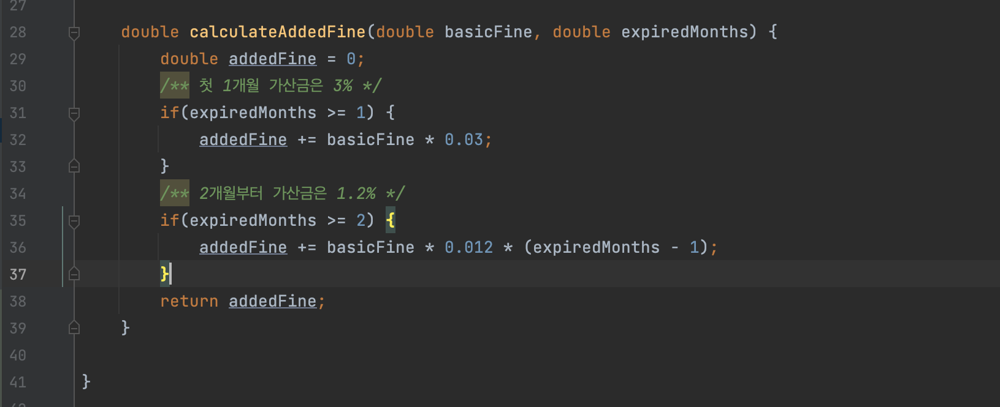 27
28 double calculateAddedFine(double basicFine, double expiredMonths) {
29 double addedFine = 0;
30 /** 첫 1개월 가산금은 3% */
31 if(expiredMonths >= 1) {
32 addedFine += basicFine * 0.03;
33 }
34 /** 2개월부터 가산금은 1.2% */
35 if(expiredMonths >= 2) {
36 addedFine += basicFine * 0.012 * (expiredMonths - 1);
37 }
38 return addedFine;
39 }
40
41 }